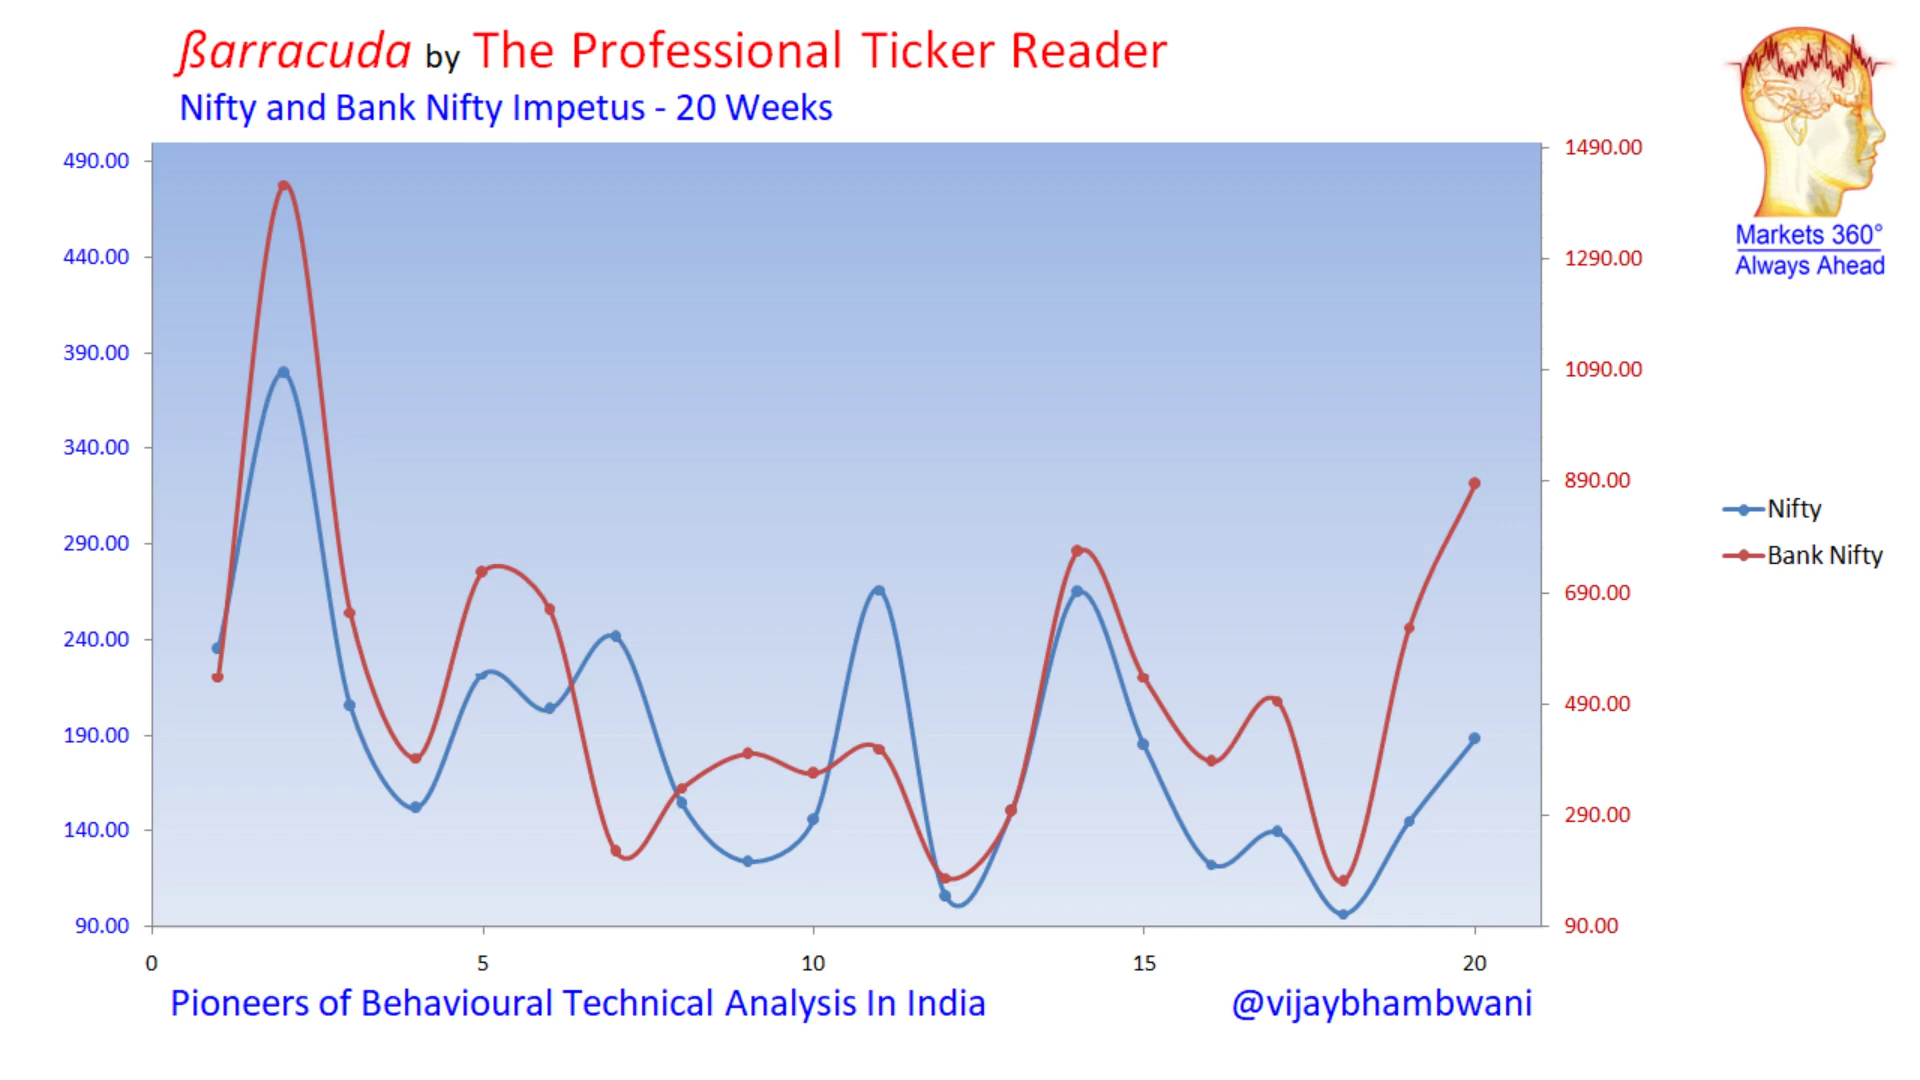 ßarracuda by The Professional Ticker Reader
Nifty and Bank Nifty Impetus - 20 Weeks
Markets 360°
Always Ahead
490.00
440.00
390.00
340.00
290.00
240.00
190.00
140.00
90.00
1490.00
1290.00
1090.00
890.00
690.00
490.00
290.00
90.00
Nifty
Bank Nifty
0 5 10 15 20
Pioneers of Behavioural Technical Analysis In India @vijaybhambwani